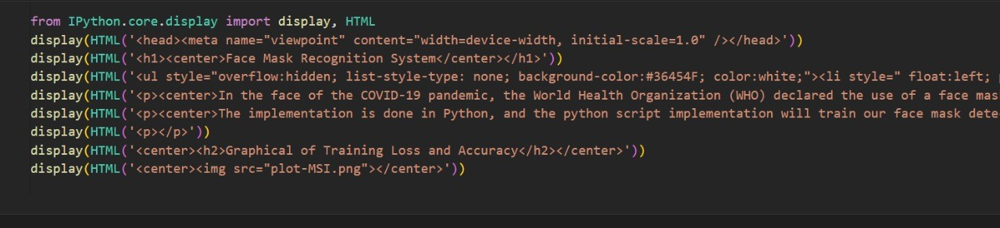 from IPython.core.display import display, HTML
display(HTML('<head><meta name="viewpoint" content="width=device-width, initial-scale=1.0" /></head>'))
display(HTML('<h1><center>Face Mask Recognition System</center></h1>'))
display(HTML('<ul style="overflow:hidden; list-style-type: none; background-color:#36454F; color:white;"><li style=" float:left;
display(HTML('<p><center>In the face of the COVID-19 pandemic, the World Health Organization (WHO) declared the use of a face mas
display(HTML('<p><center>The implementation is done in Python, and the python script implementation will train our face mask dete
display(HTML('<p></p>'))
display(HTML('<center><h2>Graphical of Training Loss and Accuracy</h2></center>'))
display(HTML('<center><img src="plot-MSI.png"></center>'))